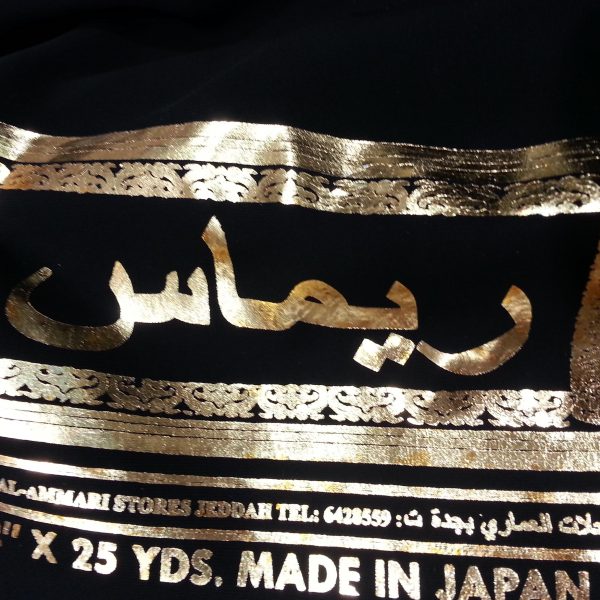 ريماس
AL-AMMARI STORES JEDDAH TEL: 6428559 : محلات العماري بجدة ت
" X 25 YDS. MADE IN JAPAN